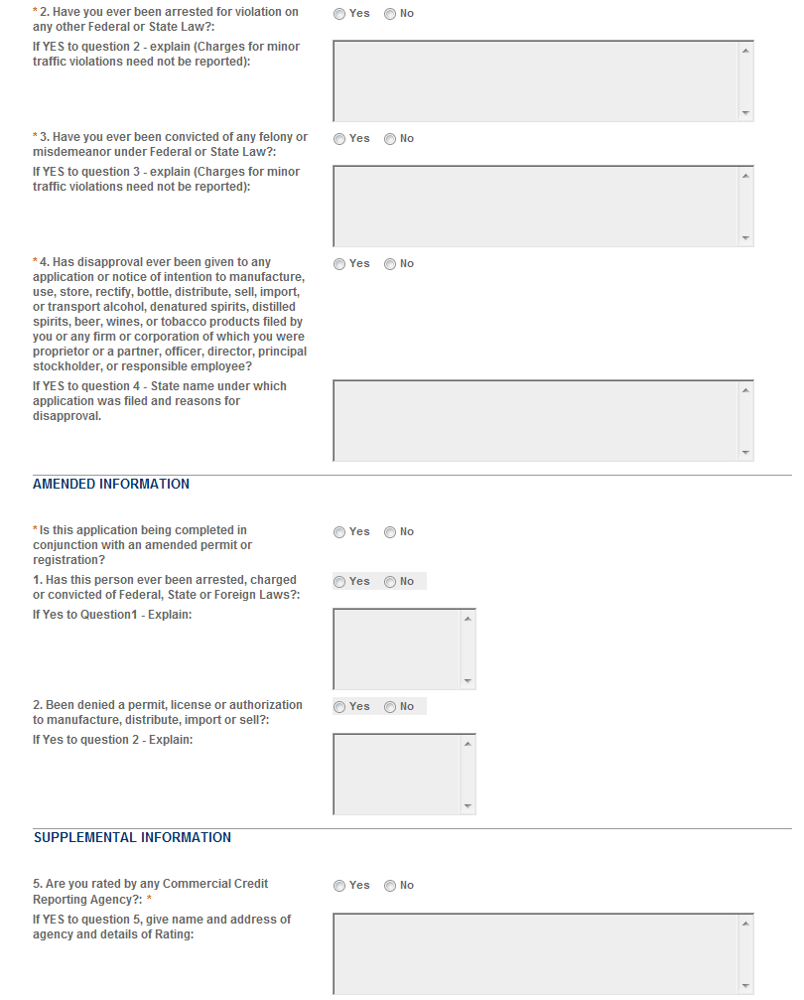 * 2. Have you ever been arrested for violation on Yes No
any other Federal or State Law?:
If YES to question 2 - explain (Charges for minor
traffic violations need not be reported):
* 3. Have you ever been convicted of any felony or Yes No
misdemeanor under Federal or State Law?:
If YES to question 3 - explain (Charges for minor
traffic violations need not be reported):
* 4. Has disapproval ever been given to any Yes No
application or notice of intention to manufacture,
use, store, rectify, bottle, distribute, sell, import,
or transport alcohol, denatured spirits, distilled
spirits, beer, wines, or tobacco products filed by
you or any firm or corporation of which you were
proprietor or a partner, officer, director, principal
stockholder, or responsible employee?
If YES to question 4 - State name under which
application was filed and reasons for
disapproval.
AMENDED INFORMATION
* Is this application being completed in Yes No
conjunction with an amended permit or
registration?
1. Has this person ever been arrested, charged Yes No
or convicted of Federal, State or Foreign Laws?:
If Yes to Question1 - Explain:
2. Been denied a permit, license or authorization Yes No
to manufacture, distribute, import or sell?:
If Yes to question 2 - Explain:
SUPPLEMENTAL INFORMATION
5. Are you rated by any Commercial Credit Yes No
Reporting Agency?: *
If YES to question 5, give name and address of
agency and details of Rating: